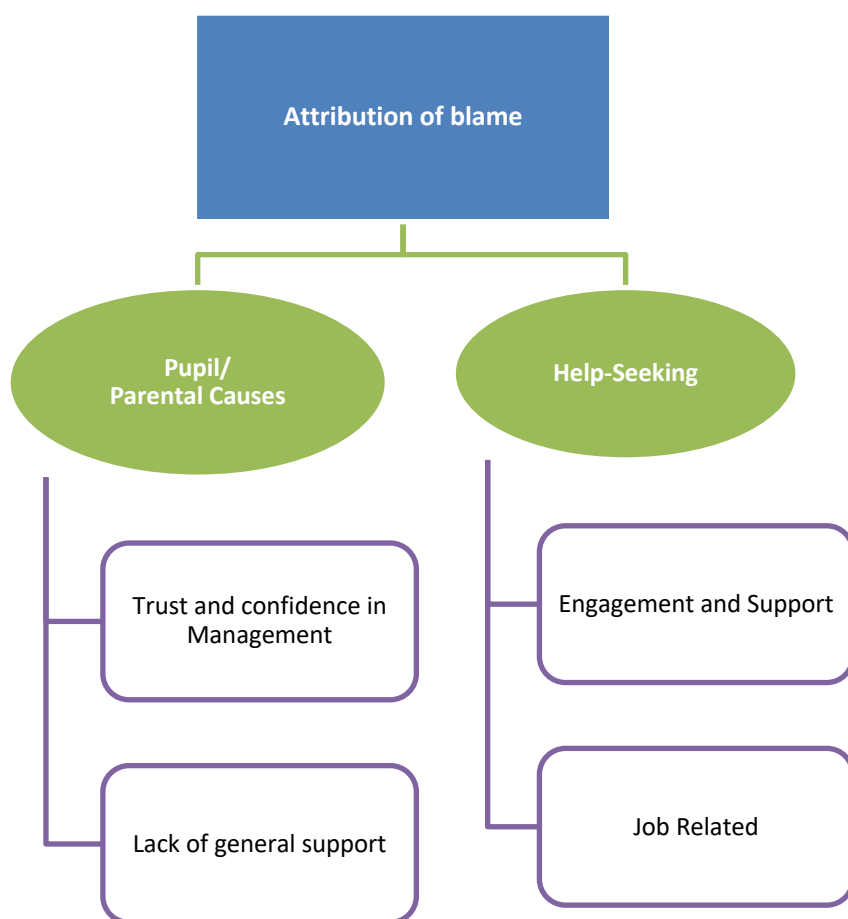 Attribution of blame
Pupil/
Parental Causes
Help-Seeking
Trust and confidence in
Management
Engagement and Support
Lack of general support
Job Related